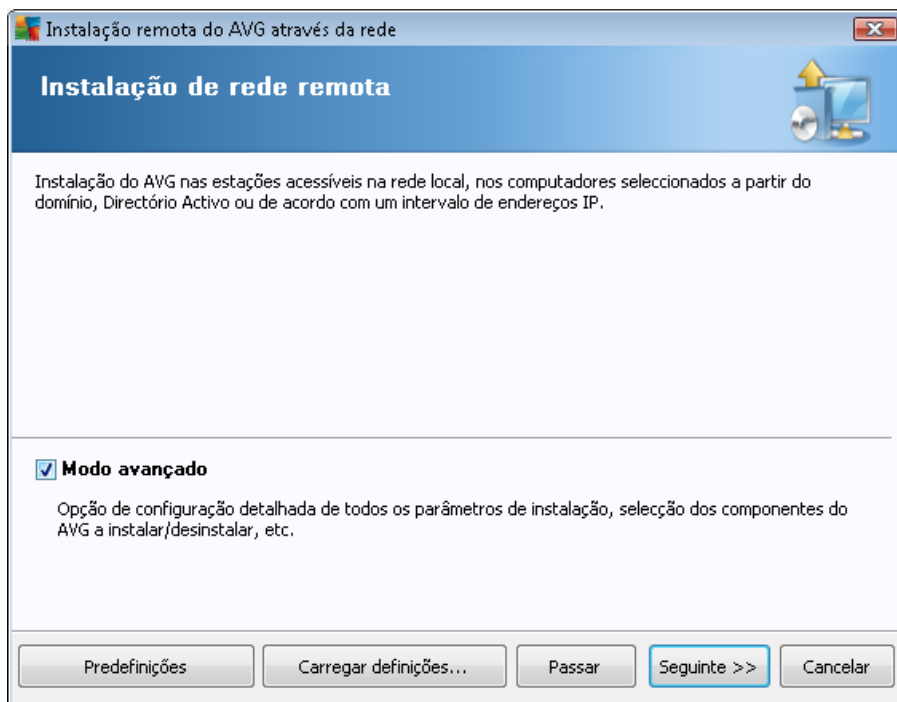 Instalação remota do AVG através da rede
Instalação de rede remota
Instalação do AVG nas estações acessíveis na rede local, nos computadores seleccionados a partir do
domínio, Directório Activo ou de acordo com um intervalo de endereços IP.
Modo avançado
Opção de configuração detalhada de todos os parâmetros de instalação, selecção dos componentes do
AVG a instalar/desinstalar, etc.
Predefinições Carregar definições... Passar Seguinte >> Cancelar